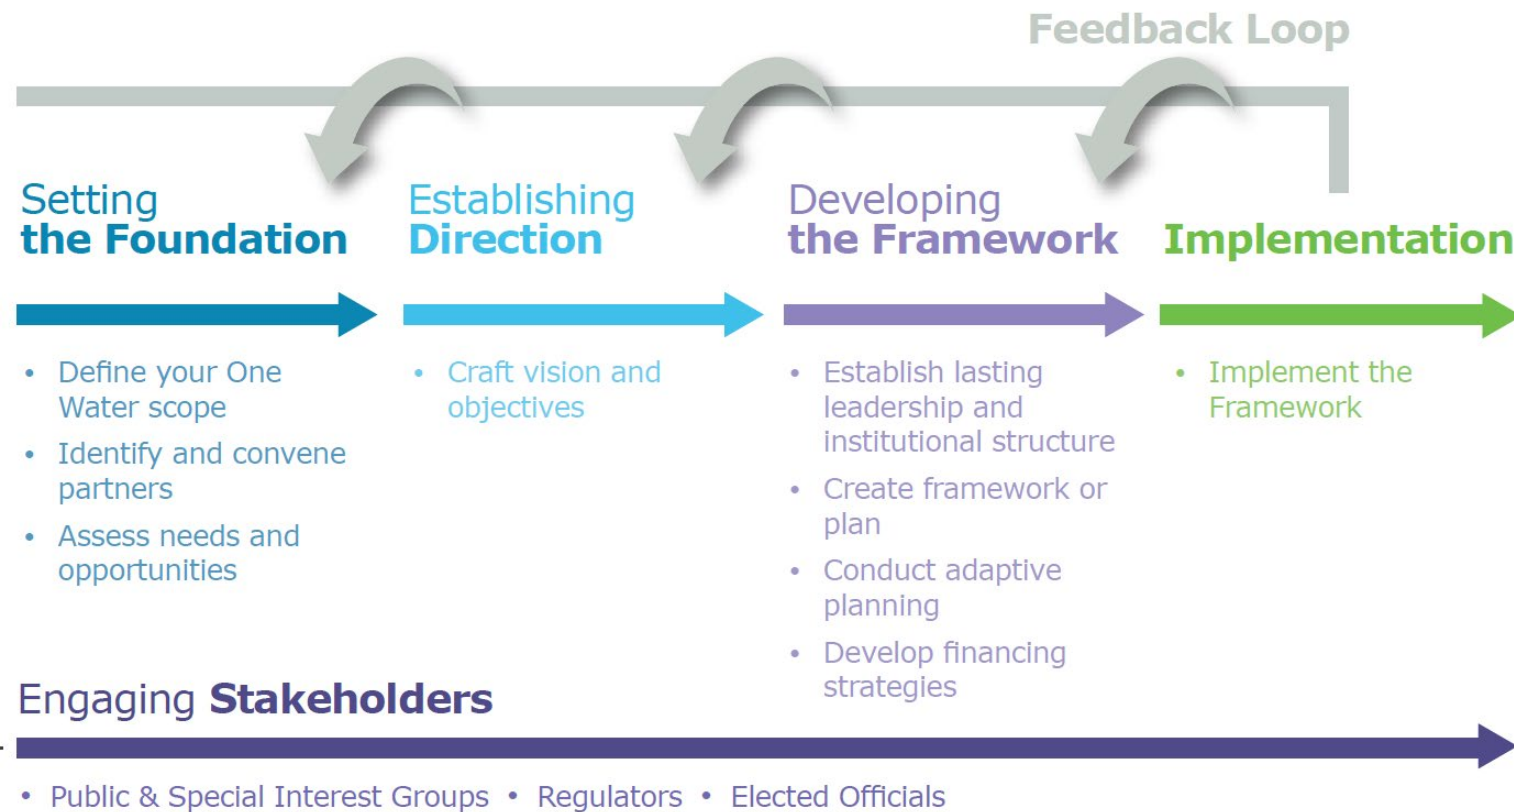 Feedback Loop
Setting
the Foundation
• Define your One
Water scope
• Identify and convene
partners
• Assess needs and
opportunities
Establishing
Direction
• Craft vision and
objectives
Developing
the Framework
• Establish lasting
leadership and
institutional structure
• Create framework or
plan
• Conduct adaptive
planning
• Develop financing
strategies
Implementation
• Implement the
Framework
Engaging Stakeholders
• Public & Special Interest Groups • Regulators • Elected Officials